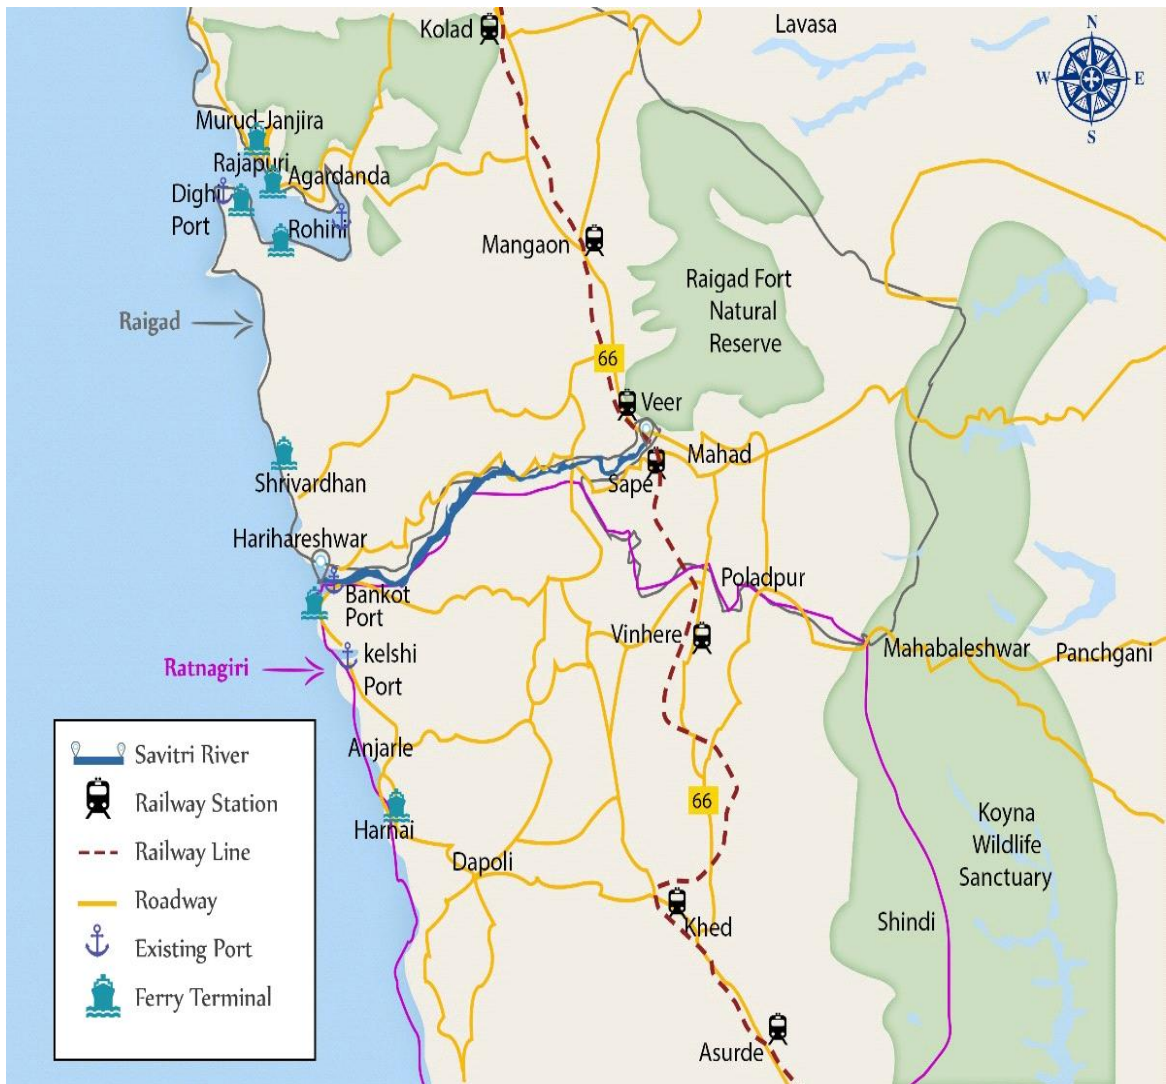 Kolad
Lavasa
N
W
E
S
Murud-Janjira
Rajapuri
Agardanda
Dighi
Port
Rohini
Mangaon
Raigad Fort
Natural
Reserve
Raigad
66
Veer
Mahad
Sape
Shrivardhan
Harihareshwar
Bankot
Port
Poladpur
Vinhere
Mahabaleshwar
Panchgani
kelshi
Port
Ratnagiri
Anjarle
66
Harnai
Dapoli
Koyna
Wildlife
Sanctuary
Khed
Shindi
Asurde
Savitri River
Railway Station
Railway Line
Roadway
Existing Port
Ferry Terminal